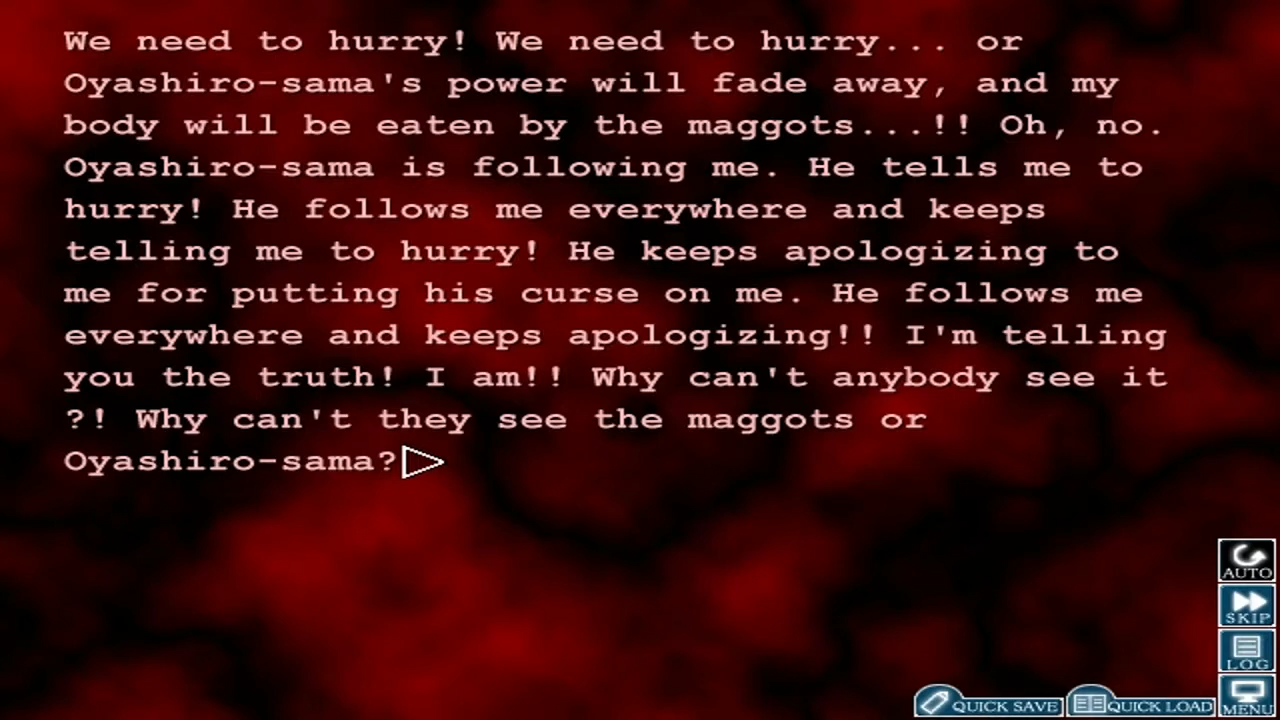 We need to hurry! We need to hurry... or
Oyashiro-sama's power will fade away, and my
body will be eaten by the maggots...!! Oh, no.
Oyashiro-sama is following me. He tells me to
hurry! He follows me everywhere and keeps
telling me to hurry! He keeps apologizing to
me for putting his curse on me. He follows me
everywhere and keeps apologizing!! I'm telling
you the truth! I am!! Why can't anybody see it
?! Why can't they see the maggots or
Oyashiro-sama?
AUTO
SKIP
LOG
QUICK SAVE QUICK LOAD MENU